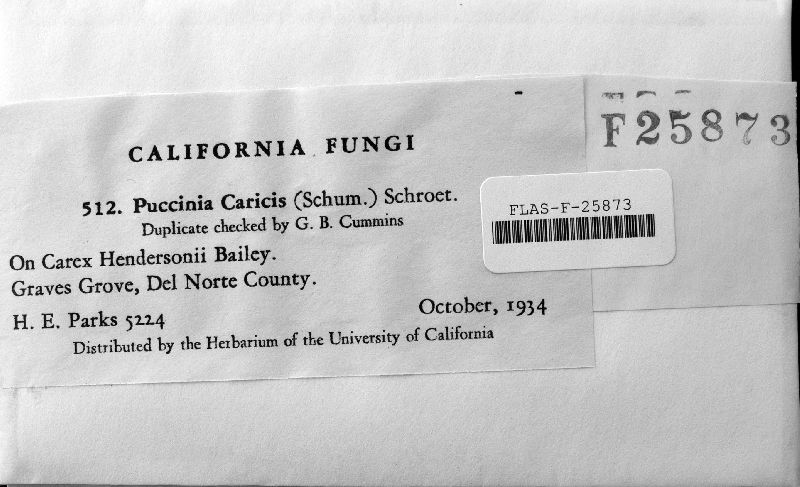 CALIFORNIA FUNGI
F25873
512. Puccinia Caricis (Schum.) Schroet.
Duplicate checked by G. B. Cummins
FLAS-F-25873
On Carex Hendersonii Bailey.
Graves Grove, Del Norte County.
H. E. Parks 5224
October, 1934
Distributed by the Herbarium of the University of California